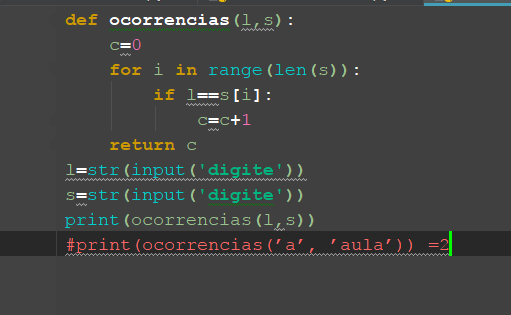 def ocorrencias(l,s):
    c=0
    for i in range(len(s)):
        if l==s[i]:
            c=c+1
    return c
l=str(input('digite'))
s=str(input('digite'))
print(ocorrencias(l,s))
#print(ocorrencias(’a’, ’aula’)) =2